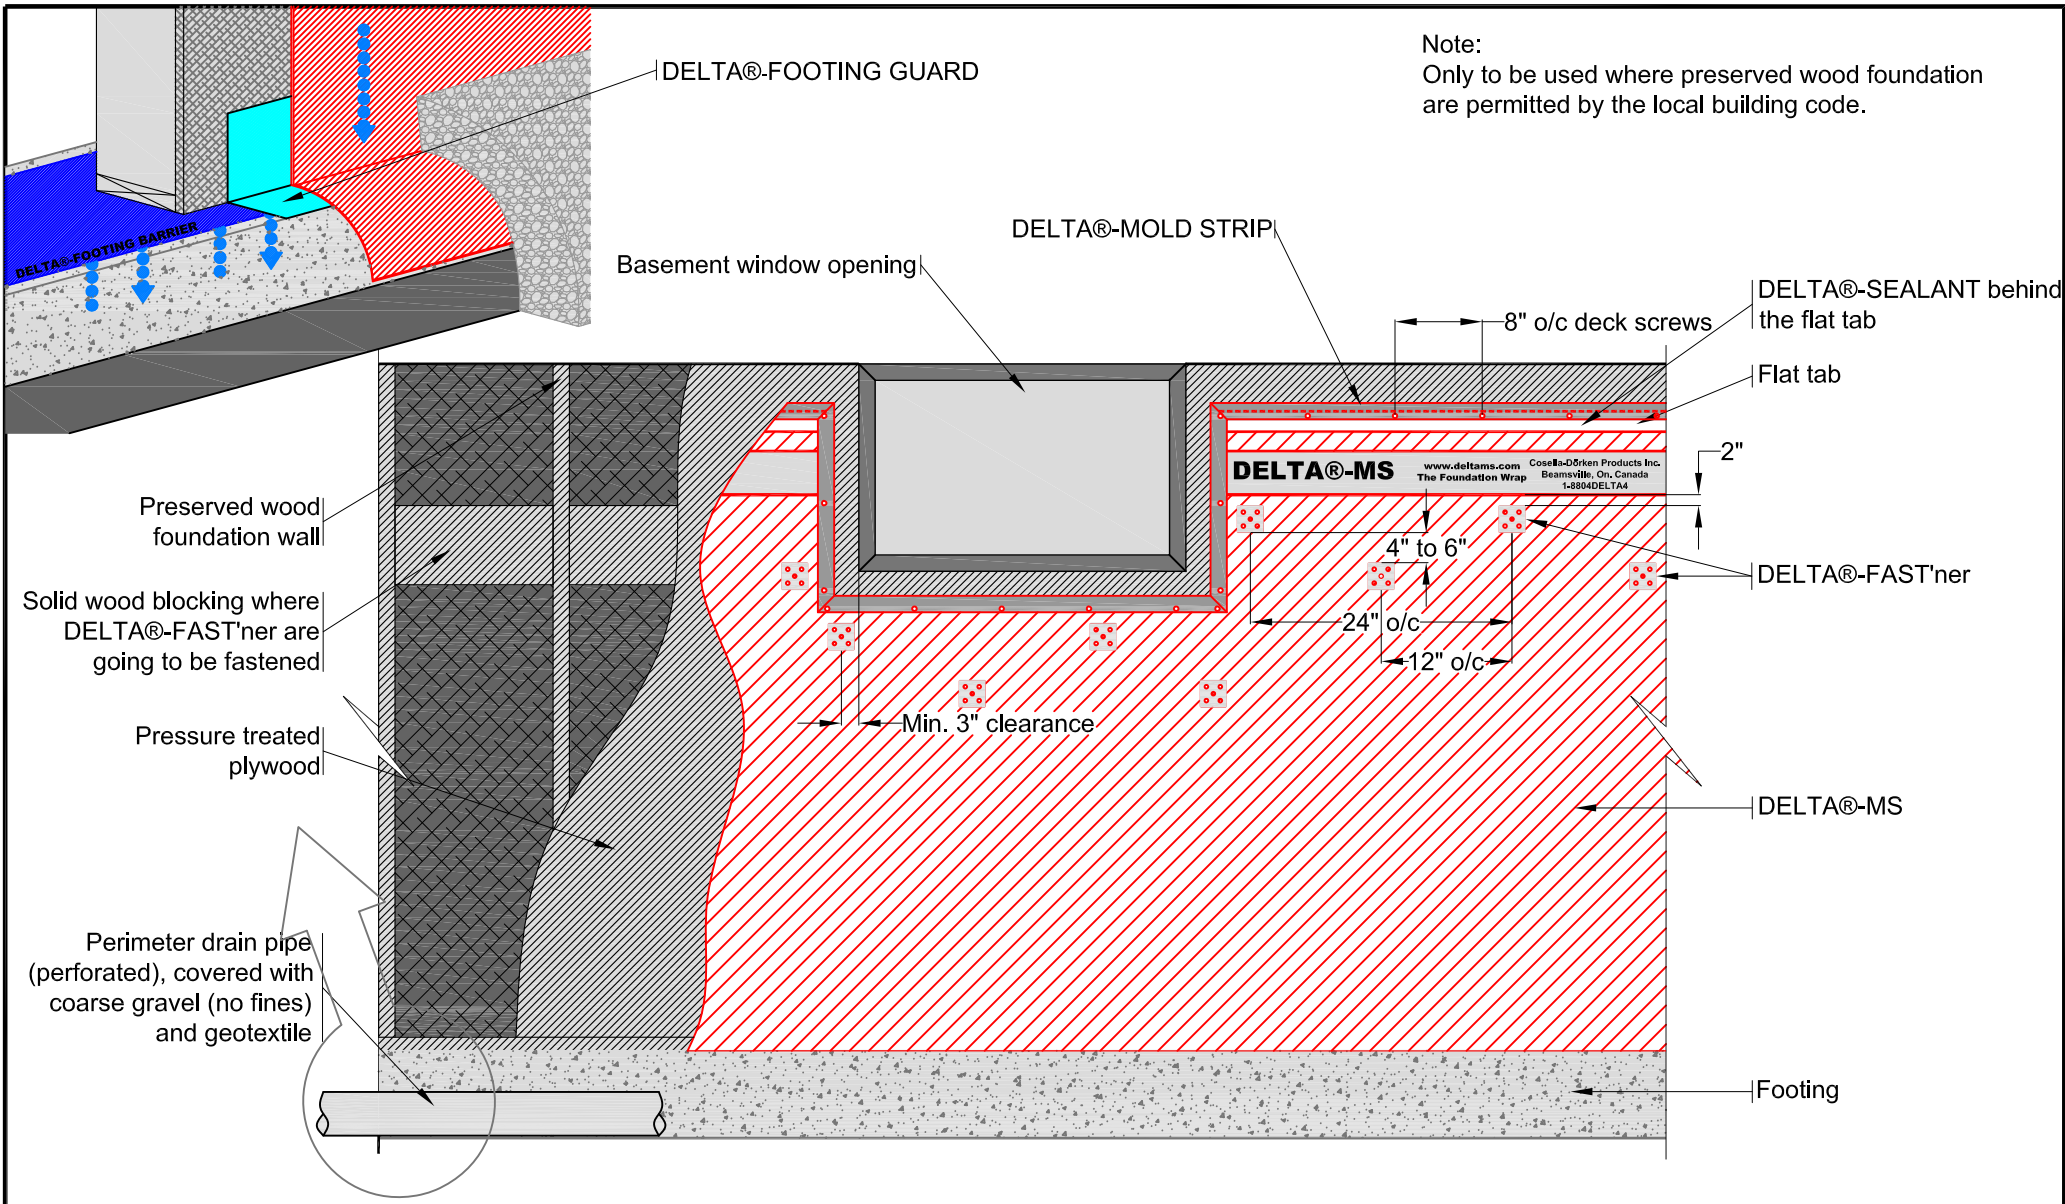 DELTA®-FOOTING GUARD
Note:
Only to be used where preserved wood foundation
are permitted by the local building code.
DELTA®-FOOTING BARRIER
DELTA®-MOLD STRIP
Basement window opening
DELTA®-SEALANT behind
the flat tab
8" o/c deck screws
Flat tab
2"
DELTA®-MS
www.deltams.com
The Foundation Wrap
Cosella-Dörken Products Inc.
Beamsville, On. Canada
1-8804DELTA4
Preserved wood
foundation wall
4" to 6"
DELTA®-FAST'ner
Solid wood blocking where
DELTA®-FAST'ner are
going to be fastened
24" o/c
12" o/c
Min. 3" clearance
Pressure treated
plywood
DELTA®-MS
Perimeter drain pipe
(perforated), covered with
coarse gravel (no fines)
and geotextile
Footing